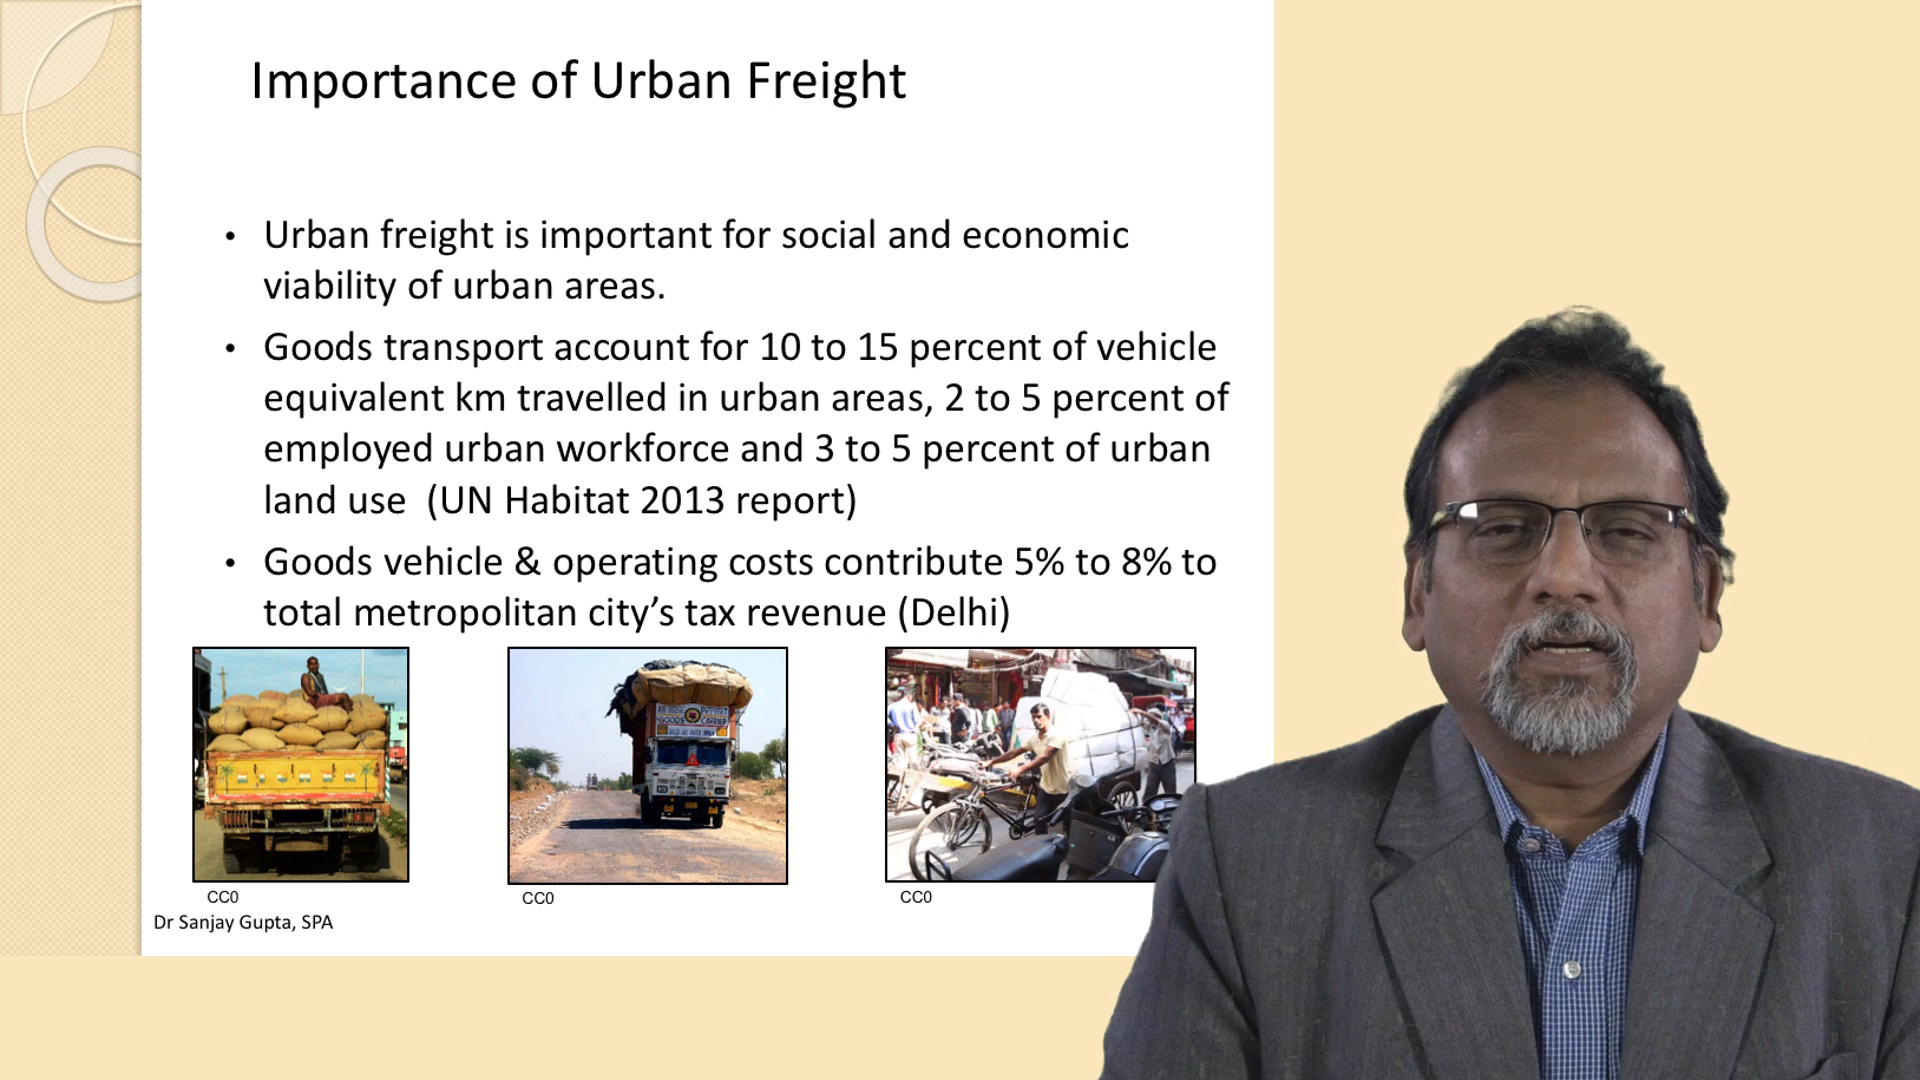 Importance of Urban Freight
• Urban freight is important for social and economic
viability of urban areas.
• Goods transport account for 10 to 15 percent of vehicle
equivalent km travelled in urban areas, 2 to 5 percent of
employed urban workforce and 3 to 5 percent of urban
land use (UN Habitat 2013 report)
• Goods vehicle & operating costs contribute 5% to 8% to
total metropolitan city’s tax revenue (Delhi)
Permit
GOODS CARRIER
CC0
CC0
CC0
Dr Sanjay Gupta, SPA